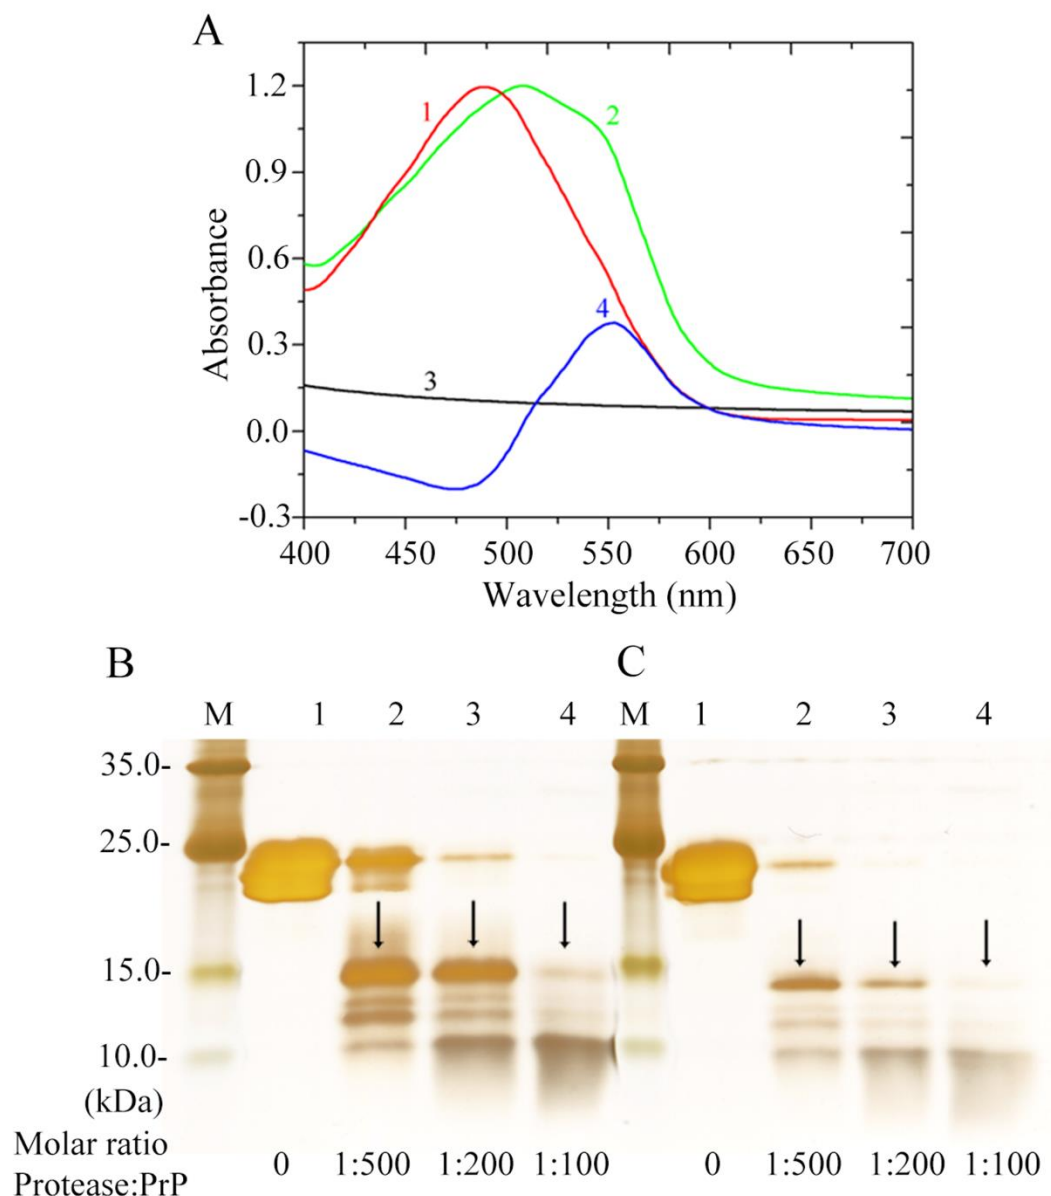 A
1.2
0.9
0.6
0.3
0.0
-0.3
Absorbance
1
2
3
4
400 450 500 550 600 650 700
Wavelength (nm)
B C
M 1 2 3 4 M 1 2 3 4
35.0-
25.0-
15.0-
10.0-
(kDa)
Molar ratio
Protease:PrP 0 1:500 1:200 1:100 0 1:500 1:200 1:100